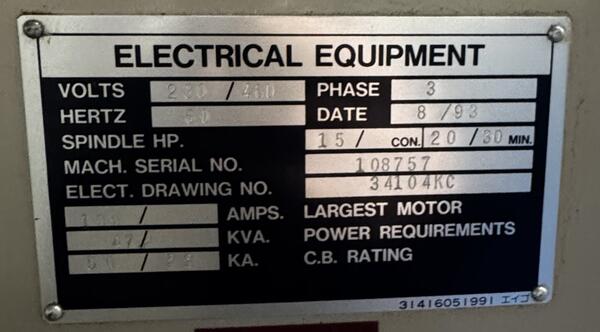 ELECTRICAL EQUIPMENT
VOLTS 230 / 460 PHASE 3
HERTZ DATE 8 / 93
SPINDLE HP. 15 / CON. 20 / 30 MIN.
MACH. SERIAL NO. 108757
ELECT. DRAWING NO. 34104KC
AMPS. LARGEST MOTOR
KVA. POWER REQUIREMENTS
KA. C.B. RATING
31416051991 エイゴ